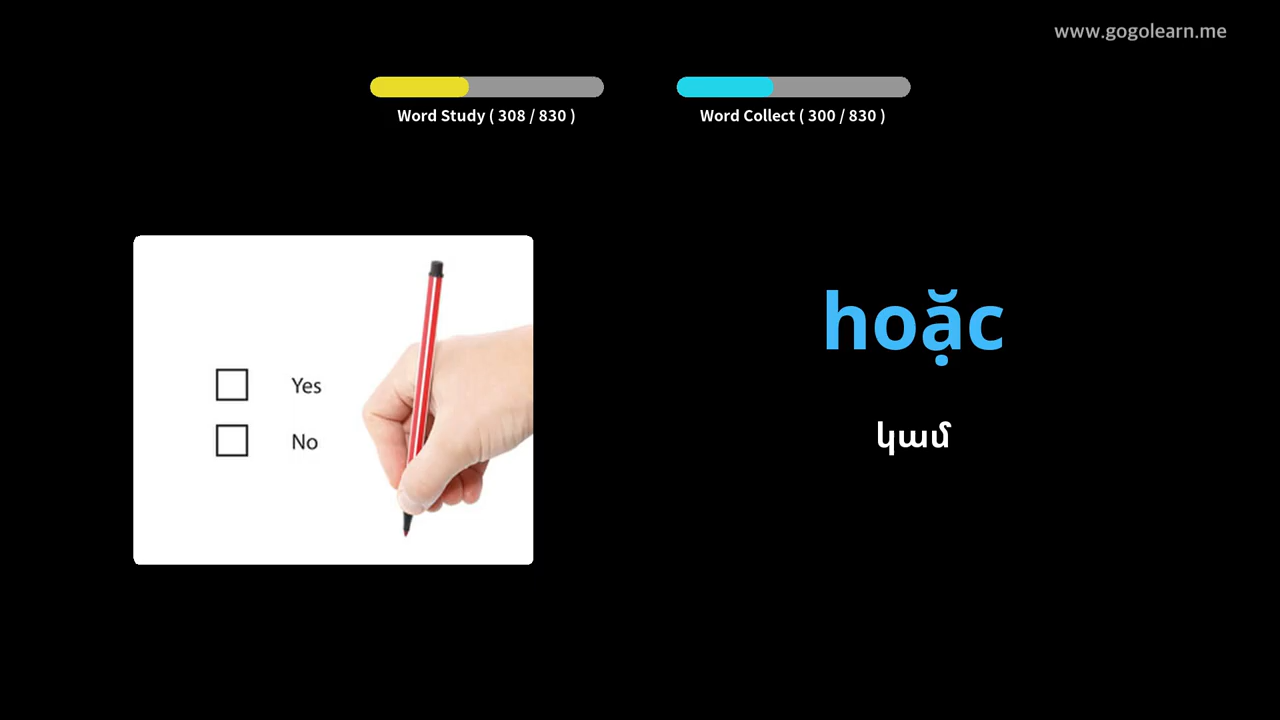 www.gogolearn.me
Word Study ( 308 / 830 )
Word Collect ( 300 / 830 )
Yes
No
hoặc
կամ